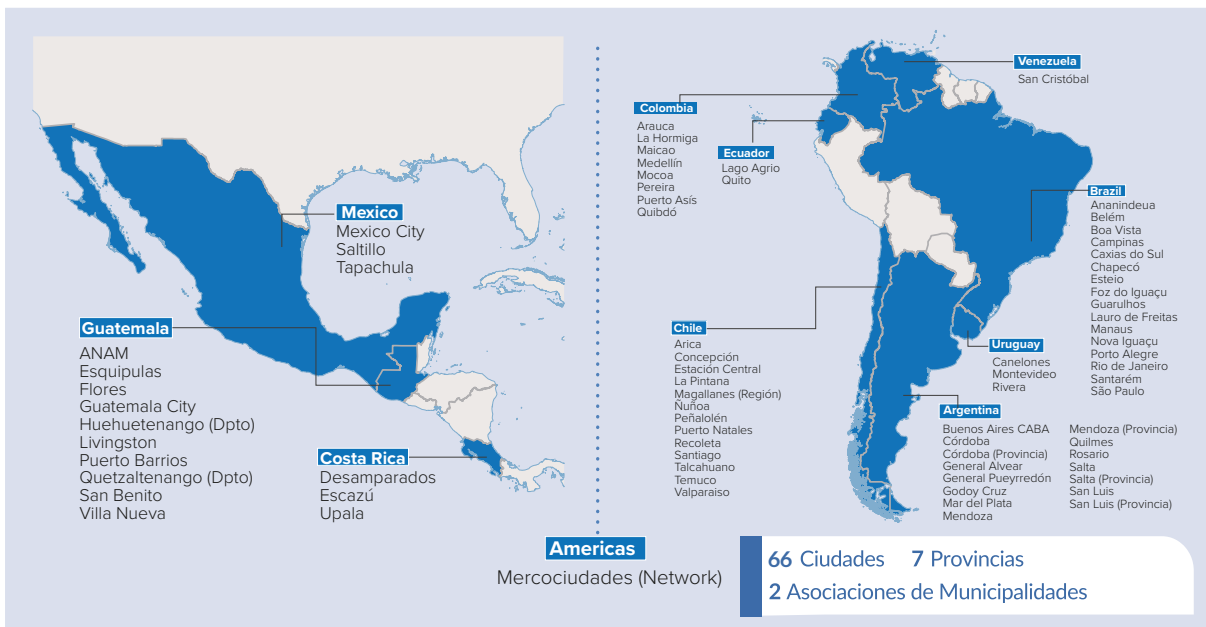 Mexico
Mexico City
Saltillo
Tapachula
Guatemala
ANAM
Esquipulas
Flores
Guatemala City
Huehuetenango (Dpto)
Livingston
Puerto Barrios
Quetzaltenango (Dpto)
San Benito
Villa Nueva
Costa Rica
Desamparados
Escazú
Upala
Americas
Mercociudades (Network)
Venezuela
San Cristóbal
Colombia
Arauca
La Hormiga
Maicao
Medellín
Mocoa
Pereira
Puerto Asís
Quibdó
Ecuador
Lago Agrio
Quito
Brazil
Ananindeua
Belém
Boa Vista
Campinas
Caxias do Sul
Chapecó
Esteio
Foz do Iguaçu
Guarulhos
Lauro de Freitas
Manaus
Nova Iguaçu
Porto Alegre
Rio de Janeiro
Santarém
São Paulo
Chile
Arica
Concepción
Estación Central
La Pintana
Magallanes (Región)
Ñuñoa
Peñalolén
Puerto Natales
Recoleta
Santiago
Talcahuano
Temuco
Valparaiso
Uruguay
Canelones
Montevideo
Rivera
Argentina
Buenos Aires CABA
Córdoba
Córdoba (Provincia)
General Alvear
General Pueyrredón
Godoy Cruz
Mar del Plata
Mendoza
Mendoza (Provincia)
Quilmes
Rosario
Salta
Salta (Provincia)
San Luis
San Luis (Provincia)
66 Ciudades 7 Provincias
2 Asociaciones de Municipalidades